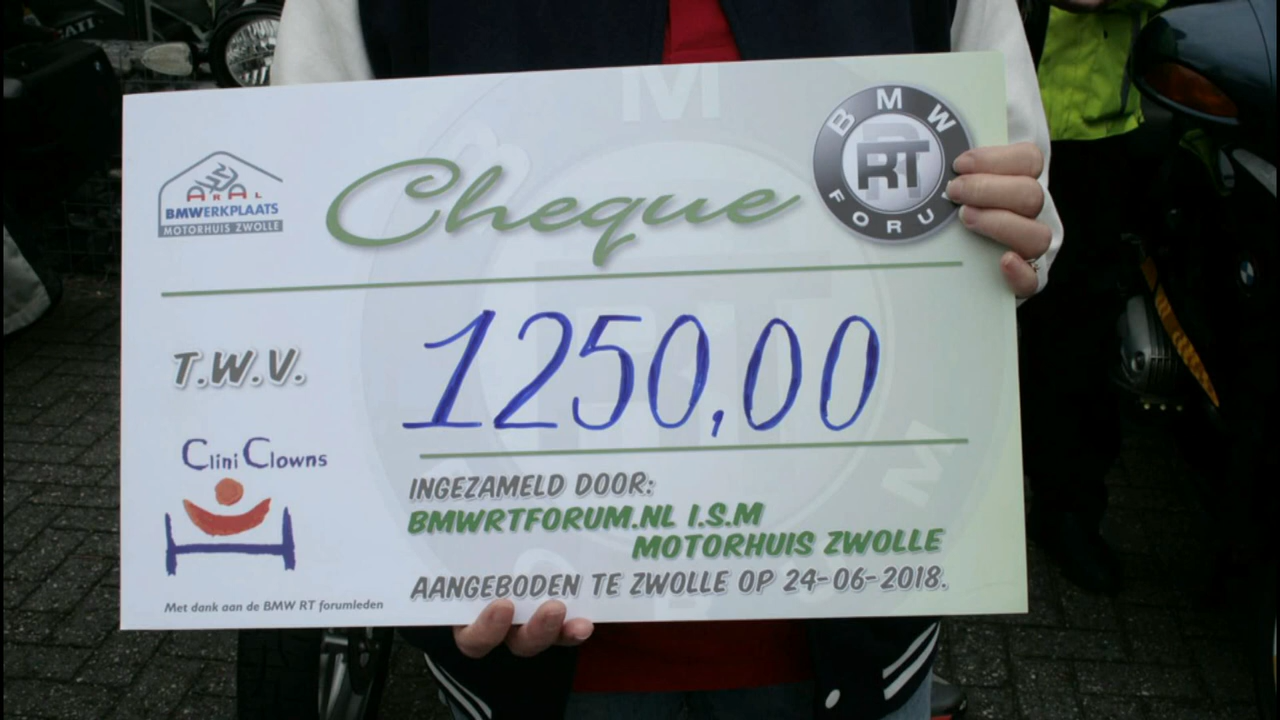 ARAL
BMWERKPLAATS
MOTORHUIS ZWOLLE
Cheque
BMW
RT
FORU
T.W.V.
1250,00
Clini Clowns
INGEZAMELD DOOR:
BMWRTFORUM.NL I.S.M
MOTORHUIS ZWOLLE
AANGEBODEN TE ZWOLLE OP 24-06-2018.
Met dank aan de BMW RT forumleden